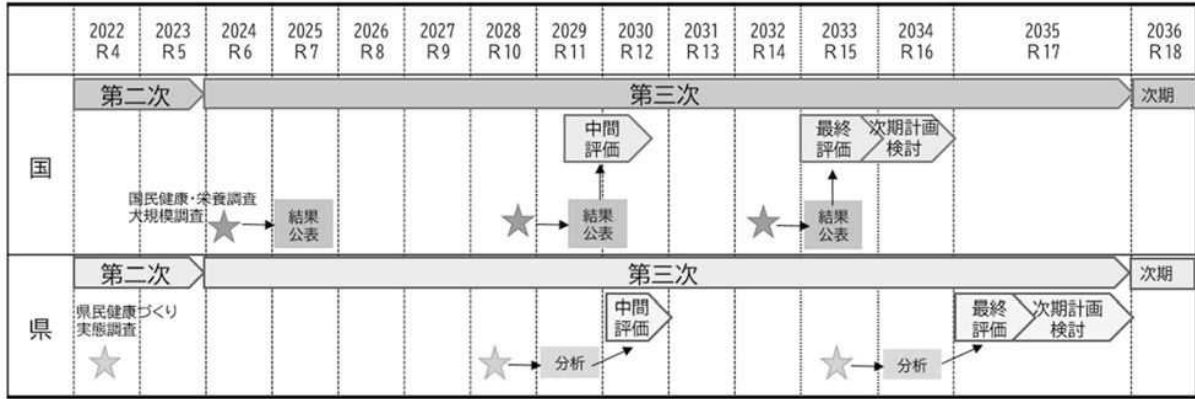 2022 2023 2024 2025 2026 2027 2028 2029 2030 2031 2032 2033 2034 2035 2036
R4 R5 R6 R7 R8 R9 R10 R11 R12 R13 R14 R15 R16 R17 R18
国
第二次 第三次 次期
中間
評価
最終
評価
次期計画
検討
国民健康・栄養調査
大規模調査
結果
公表
結果
公表
結果
公表
県
第二次 第三次 次期
県民健康づくり
実態調査
分析
中間
評価
分析
最終
評価
次期計画
検討